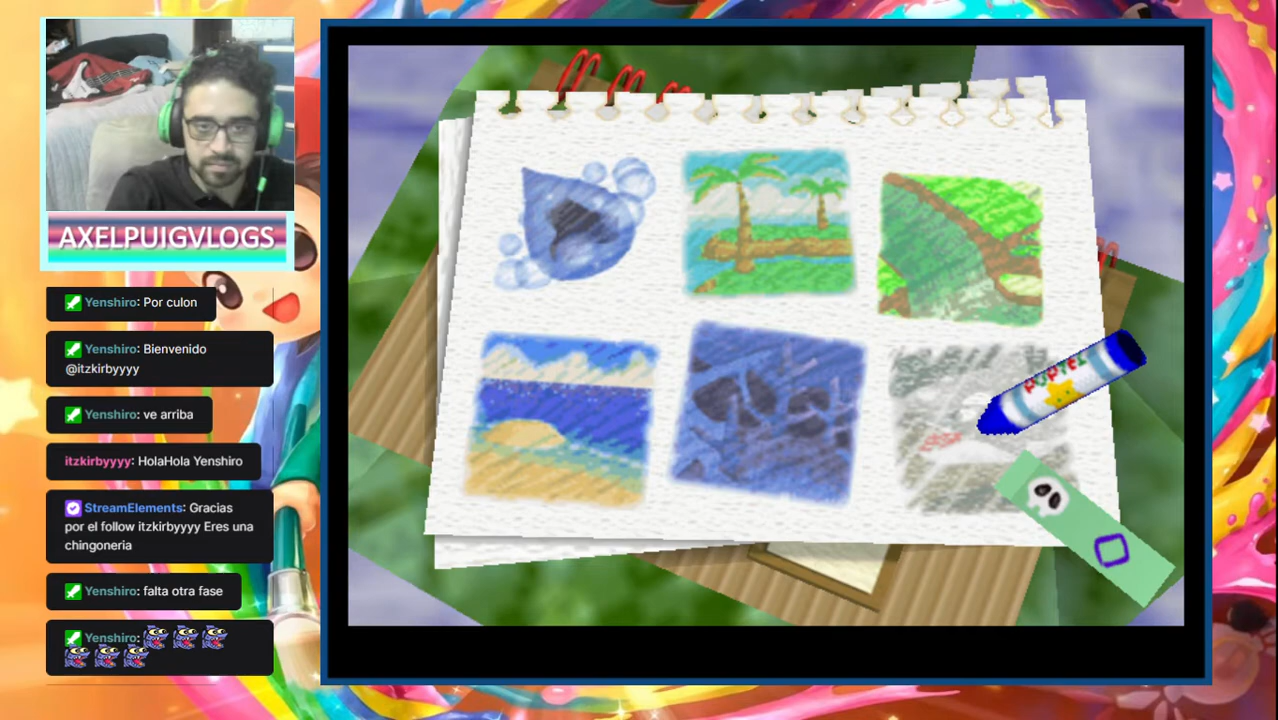 AXELPUIGVLOGS
Yenshiro: Por culon
Yenshiro: Bienvenido
@itzkirbyyyy
Yenshiro: ve arriba
itzkirbyyyy: HolaHola Yenshiro
StreamElements: Gracias
por el follow itzkirbyyyy Eres una
chingoneria
Yenshiro: falta otra fase
Yenshiro:
0